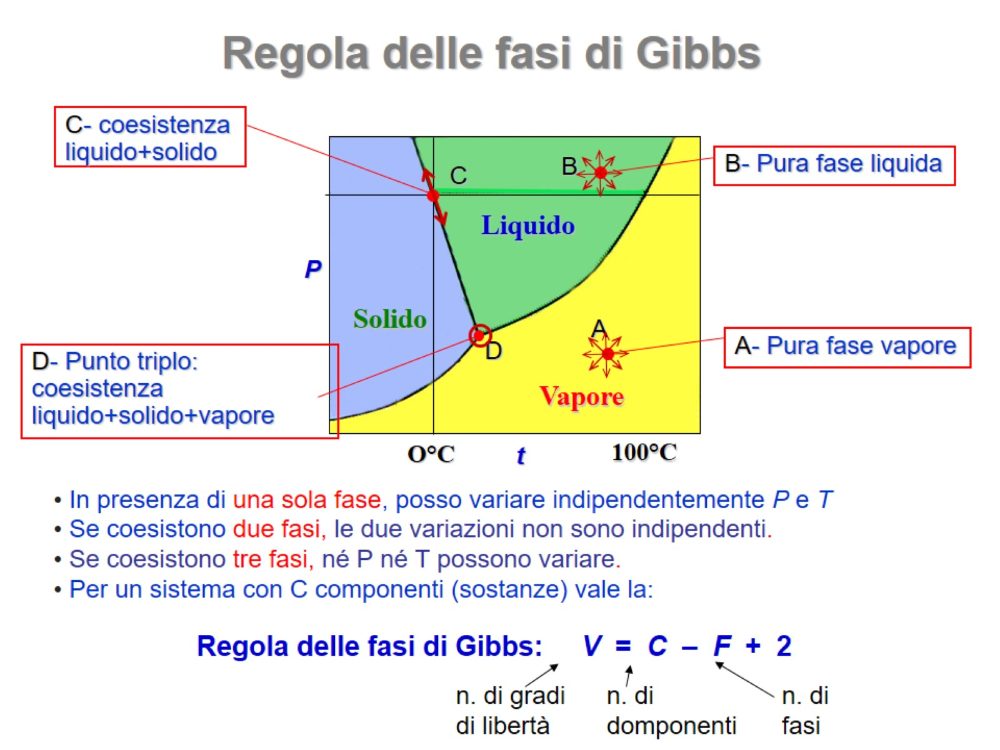 Regola delle fasi di Gibbs
C- coesistenza
liquido+solido
B- Pura fase liquida
C
B
Liquido
P
Solido
A
D
A- Pura fase vapore
D- Punto triplo:
coesistenza
liquido+solido+vapore
Vapore
O°C
t
100°C
• In presenza di una sola fase, posso variare indipendentemente P e T
• Se coesistono due fasi, le due variazioni non sono indipendenti.
• Se coesistono tre fasi, né P né T possono variare.
• Per un sistema con C componenti (sostanze) vale la:
Regola delle fasi di Gibbs: V = C – F + 2
n. di gradi
di libertà
n. di
domponenti
n. di
fasi